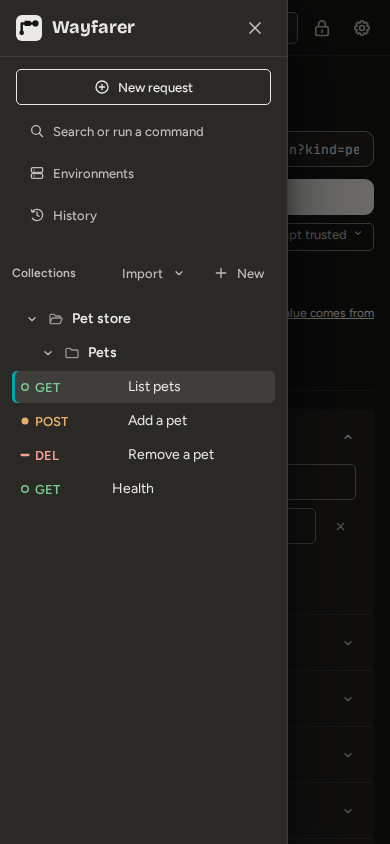 Wayfarer
New request
Search or run a command
n?kind=pe
Environments
History
pt trusted
Collections Import New
alue comes from
Pet store
Pets
GET List pets
POST Add a pet
DEL Remove a pet
GET Health